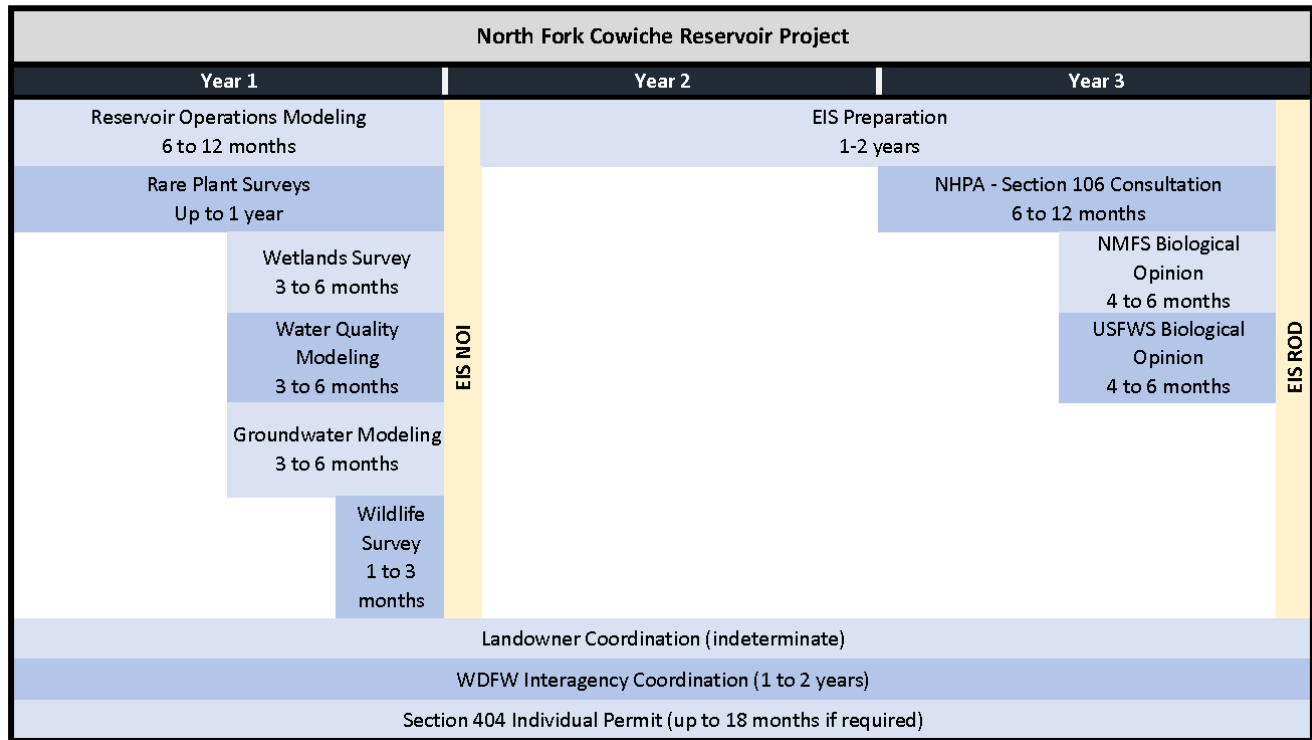 North Fork Cowiche Reservoir Project
Year 1
Year 2
Year 3
Reservoir Operations Modeling
6 to 12 months
EIS Preparation
1-2 years
Rare Plant Surveys
Up to 1 year
NHPA - Section 106 Consultation
6 to 12 months
Wetlands Survey
3 to 6 months
NMFS Biological
Opinion
4 to 6 months
Water Quality
Modeling
3 to 6 months
EIS NOI
USFWS Biological
Opinion
4 to 6 months
EIS ROD
Groundwater Modeling
3 to 6 months
Wildlife
Survey
1 to 3
months
Landowner Coordination (indeterminate)
WDFW Interagency Coordination (1 to 2 years)
Section 404 Individual Permit (up to 18 months if required)